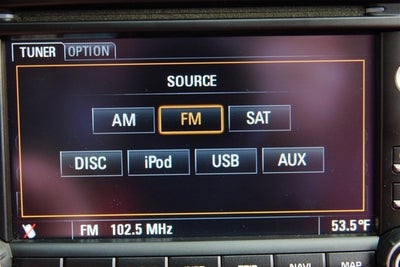 TUNER OPTION
SOURCE
AM FM SAT
DISC iPod USB AUX
FM 102.5 MHz 53.5°F
NAVI MAP